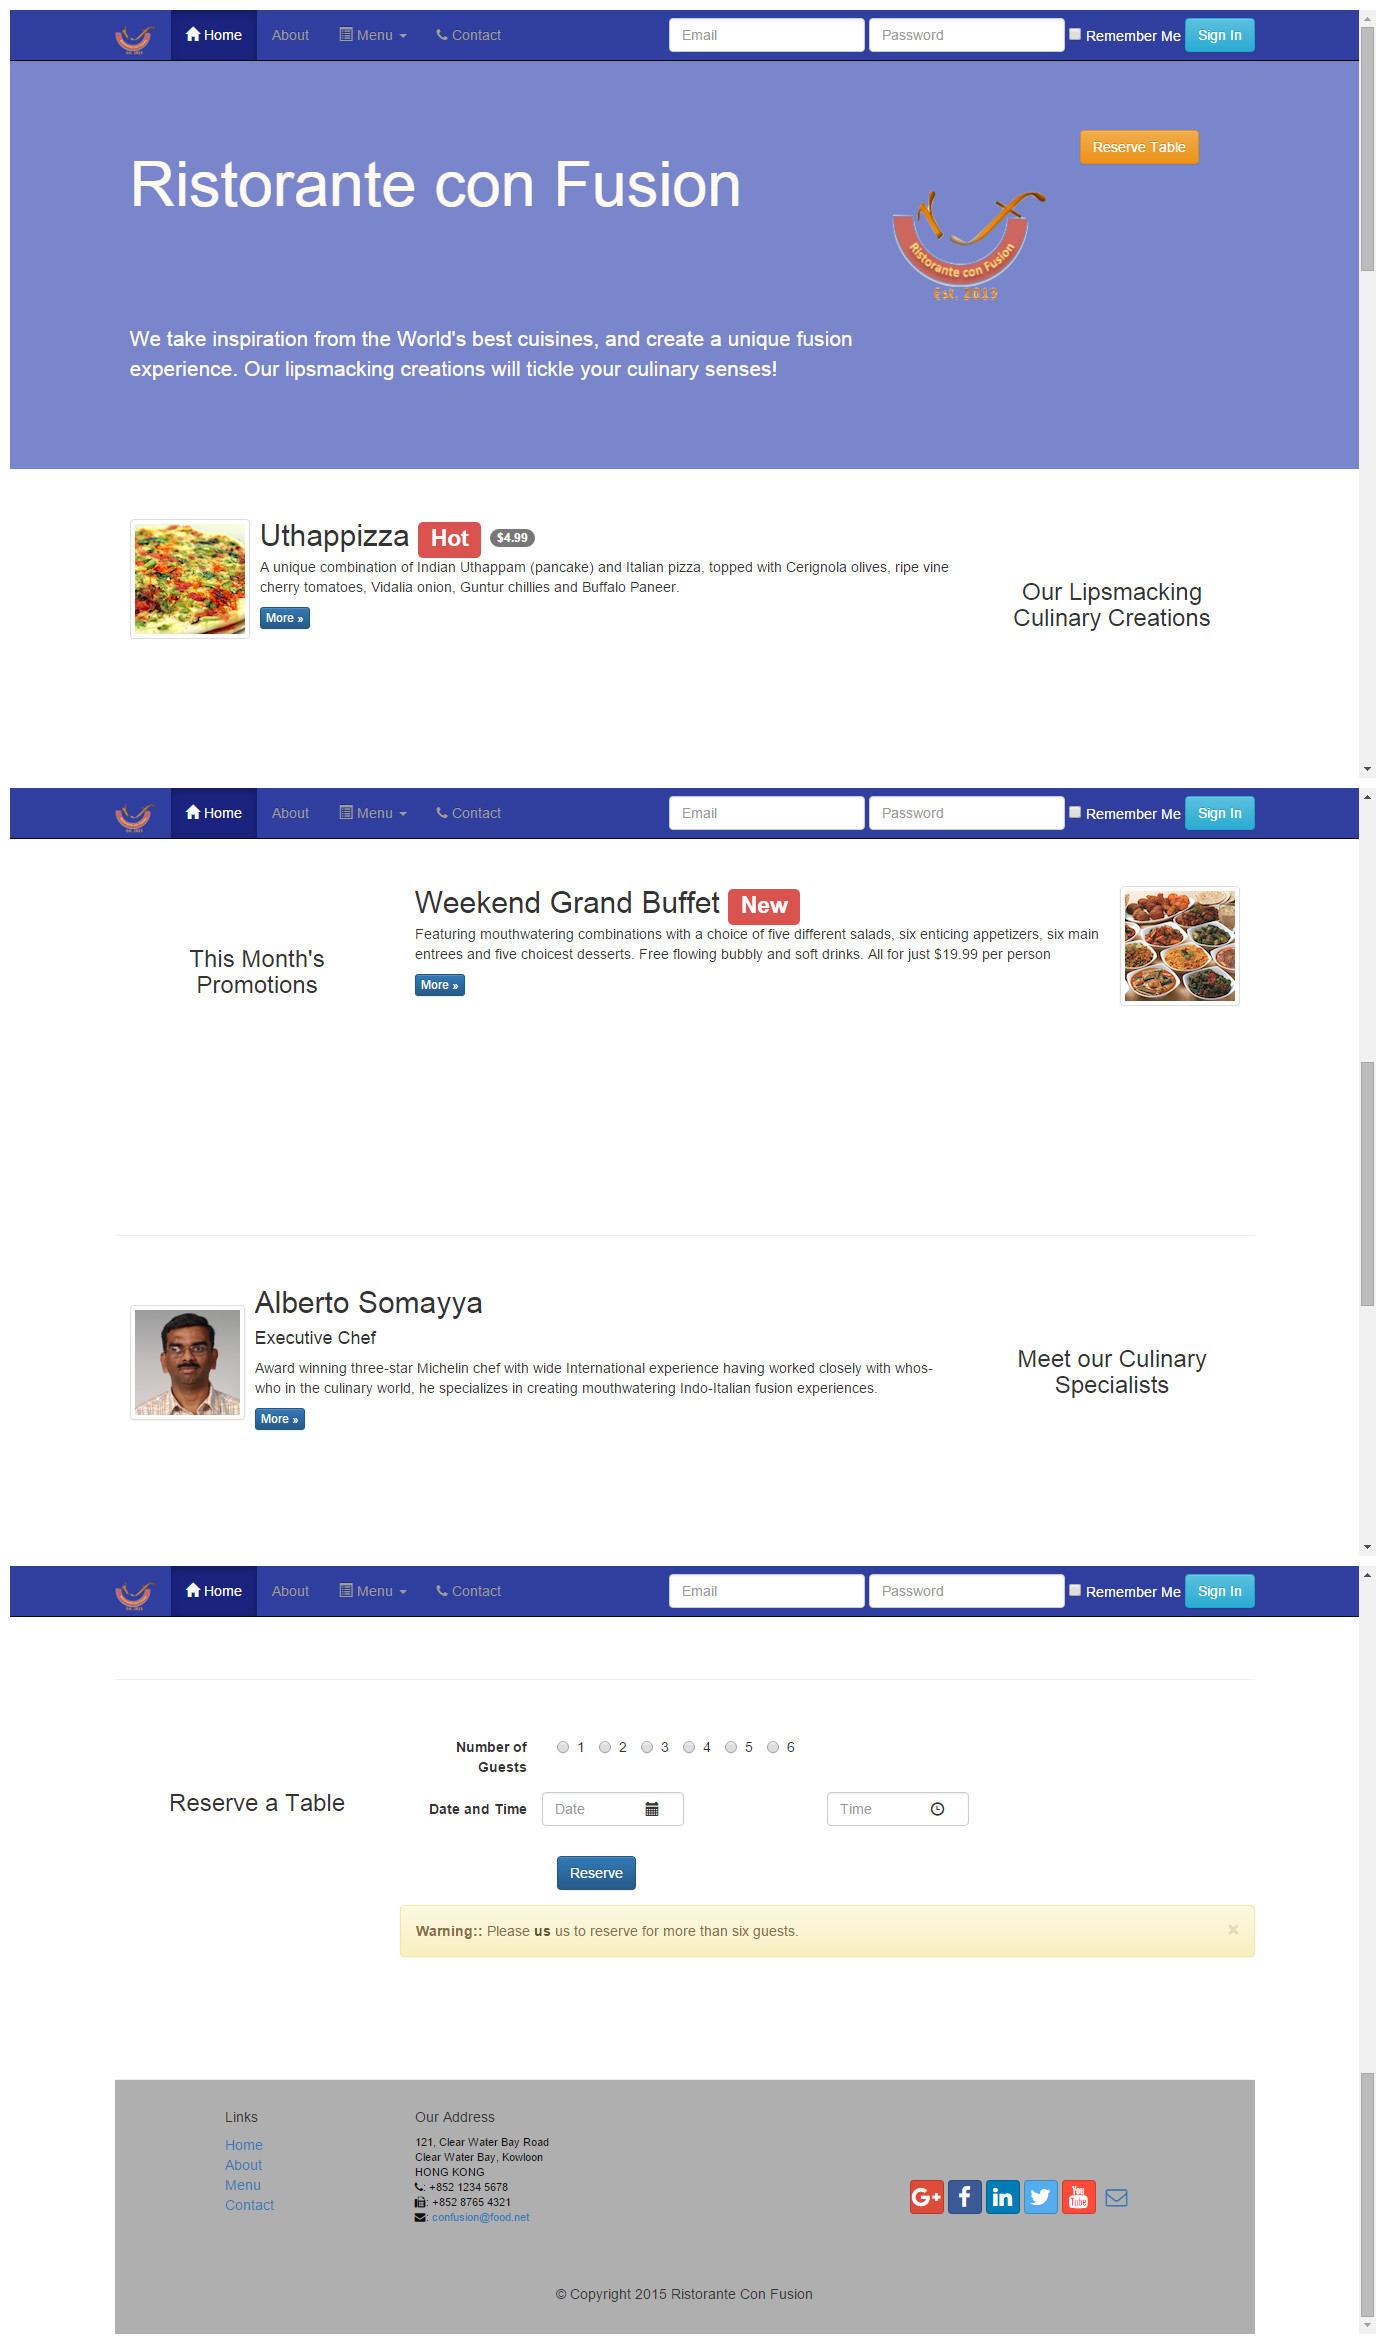 Home About Menu Contact Email Password Remember Me Sign In
Reserve Table
Ristorante con Fusion
Ristorante con Fusion
Est. 2013
We take inspiration from the World's best cuisines, and create a unique fusion
experience. Our lipsmacking creations will tickle your culinary senses!
Uthappizza Hot $4.99
A unique combination of Indian Uthappam (pancake) and Italian pizza, topped with Cerignola olives, ripe vine
cherry tomatoes, Vidalia onion, Guntur chillies and Buffalo Paneer.
More »
Our Lipsmacking
Culinary Creations
Home About Menu Contact Email Password Remember Me Sign In
This Month's
Promotions
Weekend Grand Buffet New
Featuring mouthwatering combinations with a choice of five different salads, six enticing appetizers, six main
entrees and five choicest desserts. Free flowing bubbly and soft drinks. All for just $19.99 per person
More »
Alberto Somayya
Executive Chef
Award winning three-star Michelin chef with wide International experience having worked closely with whos-
who in the culinary world, he specializes in creating mouthwatering Indo-Italian fusion experiences.
More »
Meet our Culinary
Specialists
Home About Menu Contact Email Password Remember Me Sign In
Reserve a Table
Number of
Guests
1 2 3 4 5 6
Date and Time Date Time
Reserve
Warning:: Please us us to reserve for more than six guests. ×
Links
Home
About
Menu
Contact
Our Address
121, Clear Water Bay Road
Clear Water Bay, Kowloon
HONG KONG
: +852 1234 5678
: +852 8765 4321
: confusion@food.net
G+ f in You Tube
© Copyright 2015 Ristorante Con Fusion